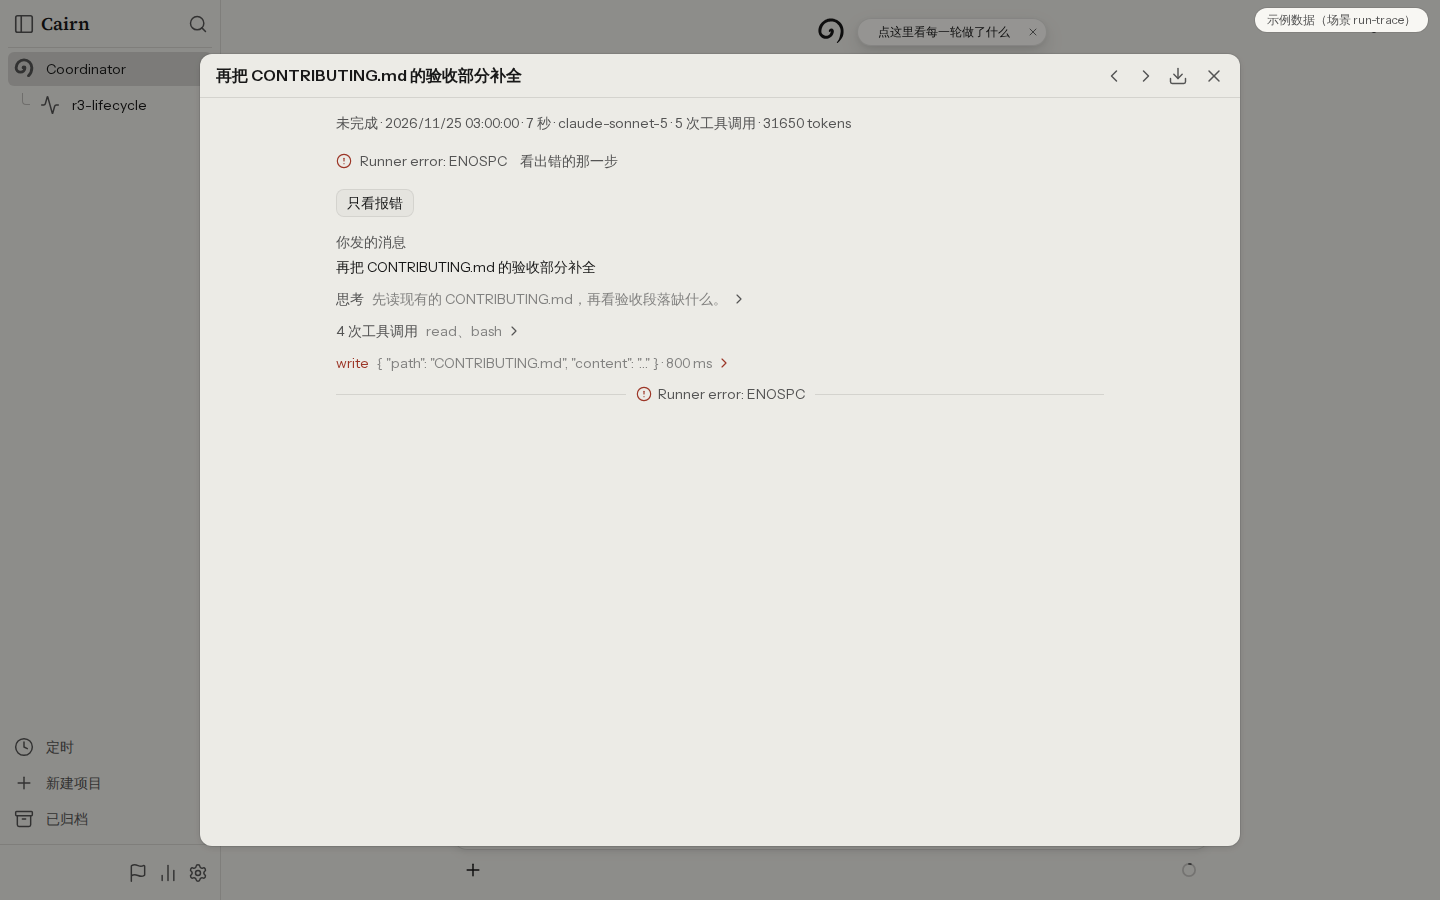 Cairn
点这里看每一轮做了什么
示例数据（场景 run-trace）
Coordinator
r3-lifecycle
再把 CONTRIBUTING.md 的验收部分补全
未完成 · 2026/11/25 03:00:00 · 7 秒 · claude-sonnet-5 · 5 次工具调用 · 31650 tokens
Runner error: ENOSPC 看出错的那一步
只看报错
你发的消息
再把 CONTRIBUTING.md 的验收部分补全
思考 先读现有的 CONTRIBUTING.md，再看验收段落缺什么。
4 次工具调用 read、bash
write { "path": "CONTRIBUTING.md", "content": "…" } · 800 ms
Runner error: ENOSPC
定时
新建项目
已归档